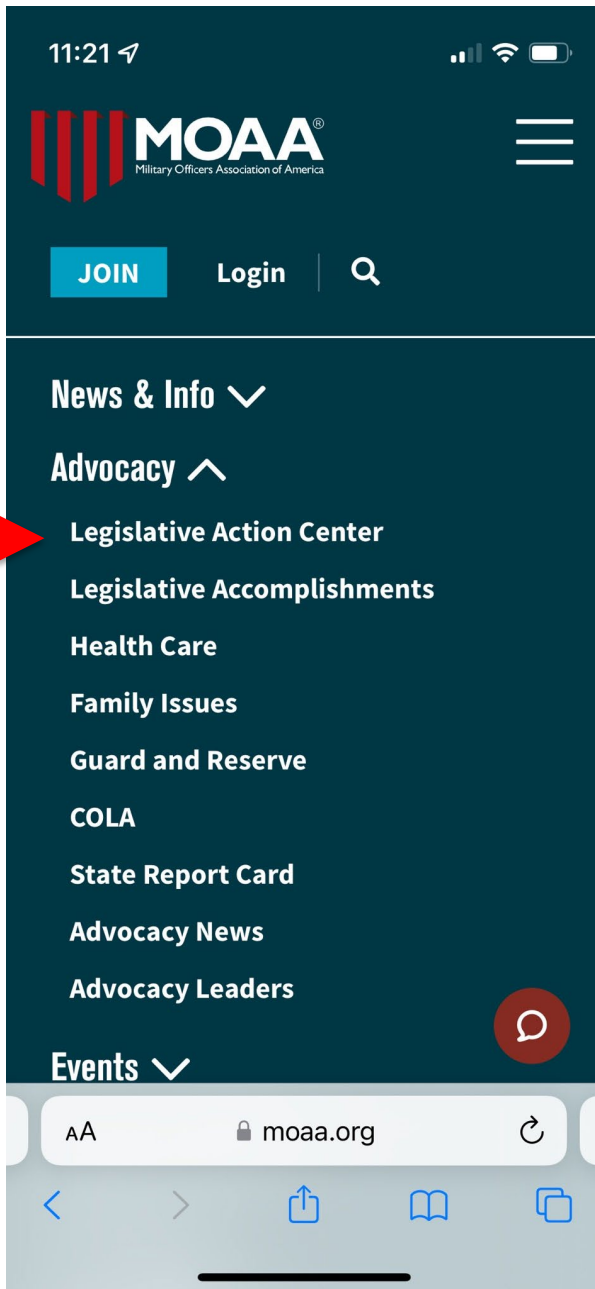 11:21
MOAA®
Military Officers Association of America
JOIN Login
News & Info
Advocacy
Legislative Action Center
Legislative Accomplishments
Health Care
Family Issues
Guard and Reserve
COLA
State Report Card
Advocacy News
Advocacy Leaders
Events
AA moaa.org